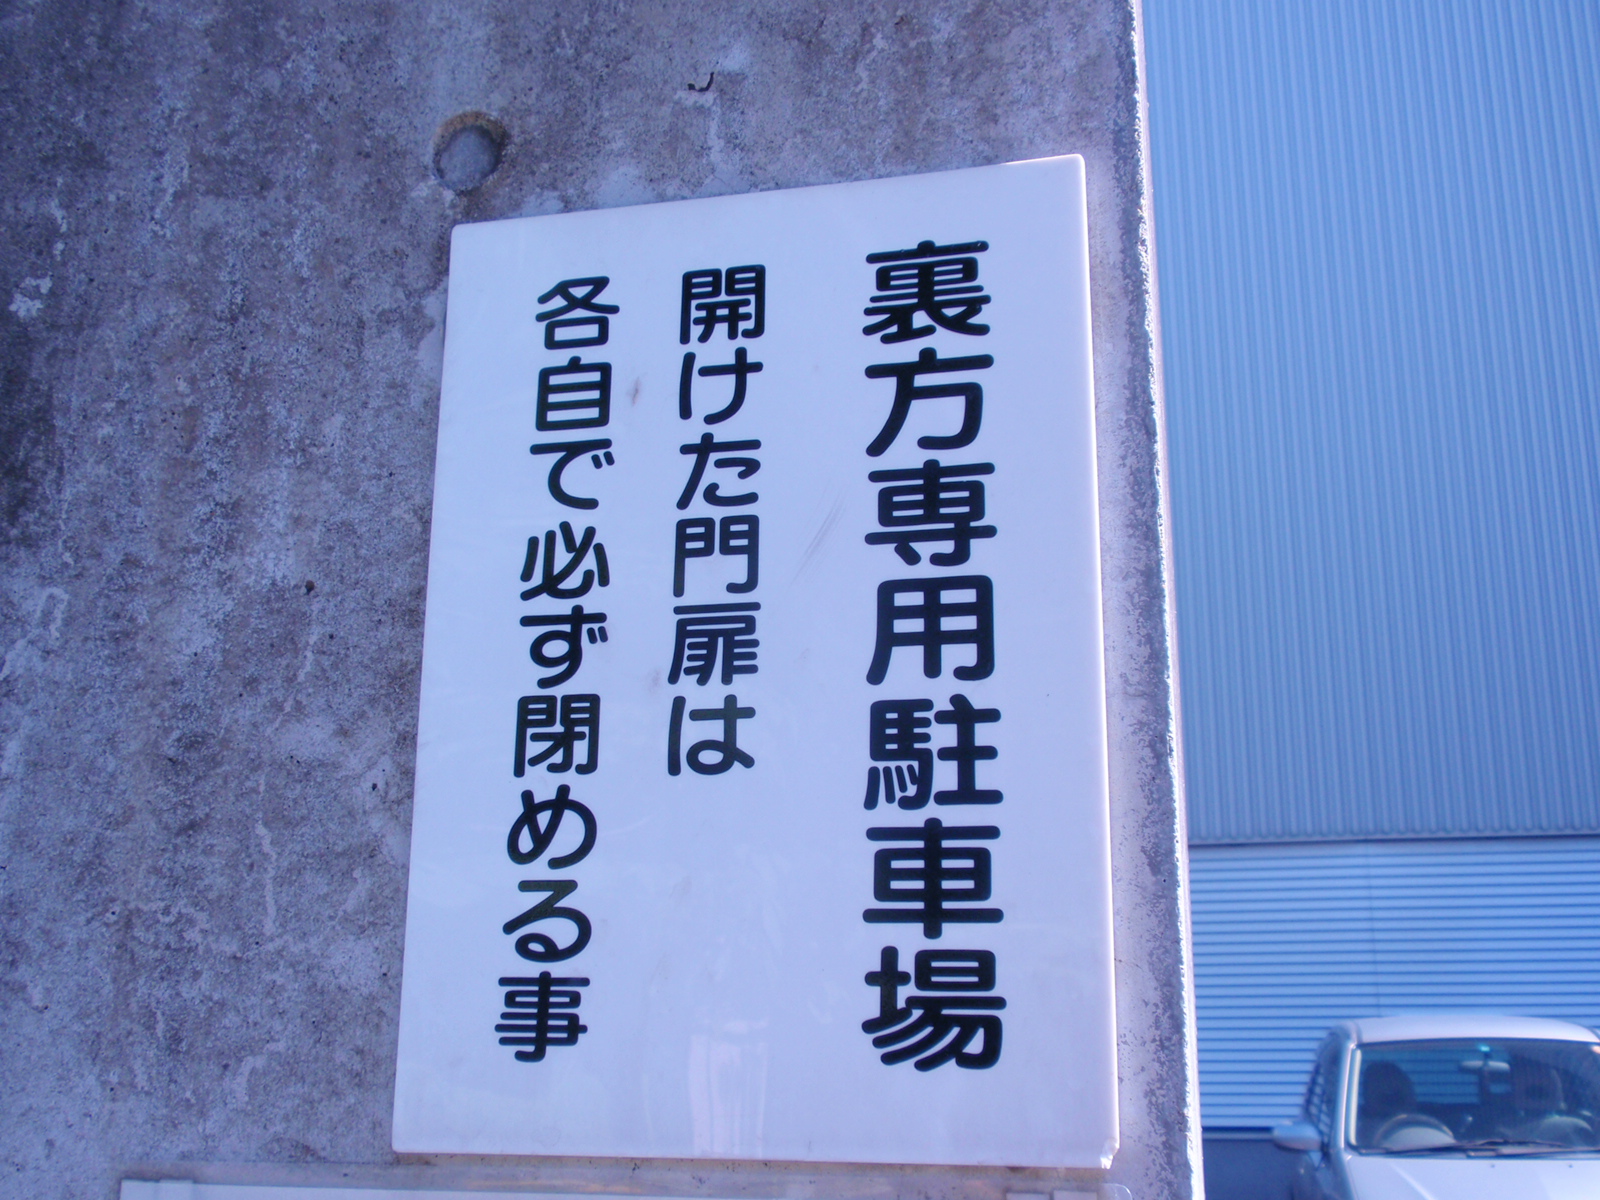 裏方専用駐車場
開けた門扉は
各自で必ず閉める事